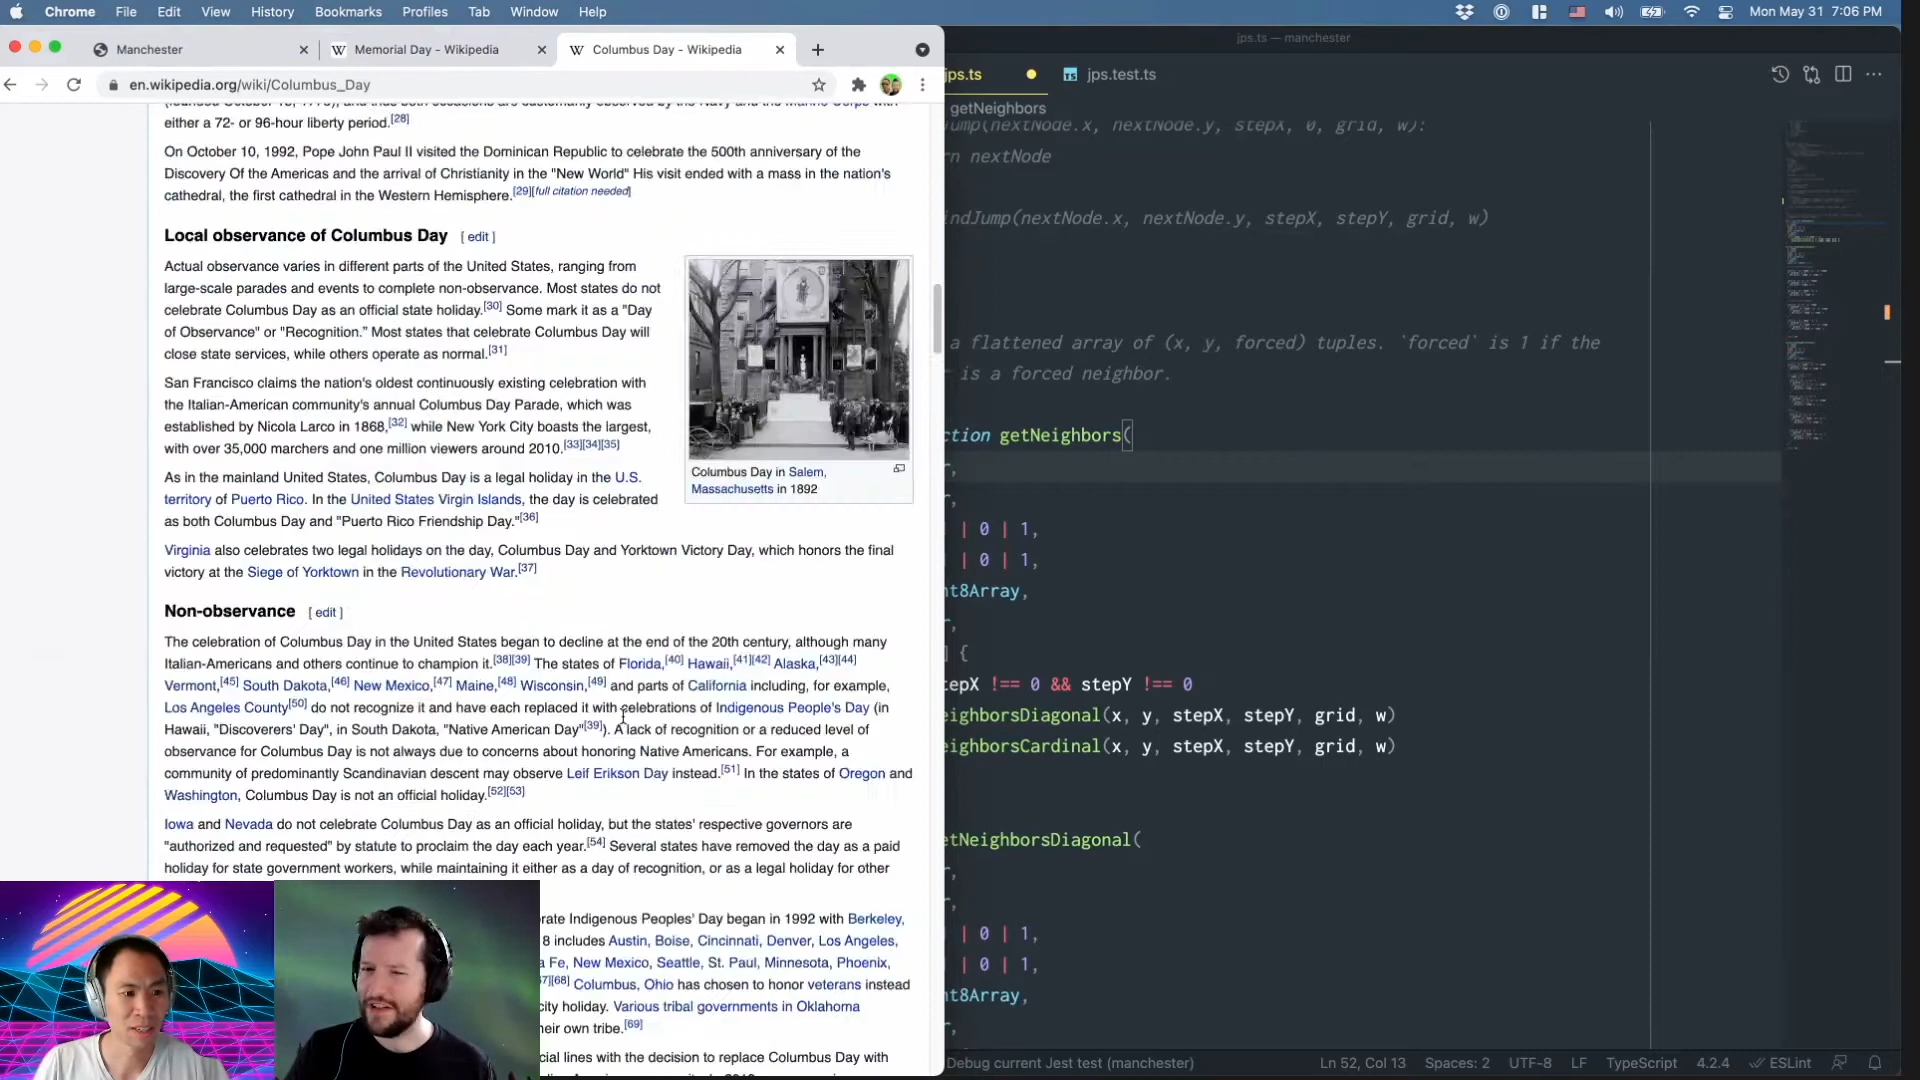 Chrome File Edit View History Bookmarks Profiles Tab Window Help Mon May 31 7:06 PM
Manchester Memorial Day - Wikipedia Columbus Day - Wikipedia
en.wikipedia.org/wiki/Columbus_Day
either a 72- or 96-hour liberty period.[28]
On October 10, 1992, Pope John Paul II visited the Dominican Republic to celebrate the 500th anniversary of the
Discovery Of the Americas and the arrival of Christianity in the "New World" His visit ended with a mass in the nation's
cathedral, the first cathedral in the Western Hemisphere.[29][full citation needed]
Local observance of Columbus Day [ edit ]
Actual observance varies in different parts of the United States, ranging from
large-scale parades and events to complete non-observance. Most states do not
celebrate Columbus Day as an official state holiday.[30] Some mark it as a "Day
of Observance" or "Recognition." Most states that celebrate Columbus Day will
close state services, while others operate as normal.[31]
San Francisco claims the nation's oldest continuously existing celebration with
the Italian-American community's annual Columbus Day Parade, which was
established by Nicola Larco in 1868,[32] while New York City boasts the largest,
with over 35,000 marchers and one million viewers around 2010.[33][34][35]
As in the mainland United States, Columbus Day is a legal holiday in the U.S.
territory of Puerto Rico. In the United States Virgin Islands, the day is celebrated
as both Columbus Day and "Puerto Rico Friendship Day."[36]
Columbus Day in Salem,
Massachusetts in 1892
Virginia also celebrates two legal holidays on the day, Columbus Day and Yorktown Victory Day, which honors the final
victory at the Siege of Yorktown in the Revolutionary War.[37]
Non-observance [ edit ]
The celebration of Columbus Day in the United States began to decline at the end of the 20th century, although many
Italian-Americans and others continue to champion it.[38][39] The states of Florida,[40] Hawaii,[41][42] Alaska,[43][44]
Vermont,[45] South Dakota,[46] New Mexico,[47] Maine,[48] Wisconsin,[49] and parts of California including, for example,
Los Angeles County[50] do not recognize it and have each replaced it with celebrations of Indigenous People's Day (in
Hawaii, "Discoverers' Day", in South Dakota, "Native American Day"[39]). A lack of recognition or a reduced level of
observance for Columbus Day is not always due to concerns about honoring Native Americans. For example, a
community of predominantly Scandinavian descent may observe Leif Erikson Day instead.[51] In the states of Oregon and
Washington, Columbus Day is not an official holiday.[52][53]
Iowa and Nevada do not celebrate Columbus Day as an official holiday, but the states' respective governors are
"authorized and requested" by statute to proclaim the day each year.[54] Several states have removed the day as a paid
holiday for state government workers, while maintaining it either as a day of recognition, or as a legal holiday for other
rate Indigenous Peoples' Day began in 1992 with Berkeley,
8 includes Austin, Boise, Cincinnati, Denver, Los Angeles,
a Fe, New Mexico, Seattle, St. Paul, Minnesota, Phoenix,
67][68] Columbus, Ohio has chosen to honor veterans instead
city holiday. Various tribal governments in Oklahoma
heir own tribe.[69]
cial lines with the decision to replace Columbus Day with
jps.ts — manchester
jps.ts jps.test.ts
getNeighbors
Jump(nextNode.x, nextNode.y, stepX, 0, grid, w):
rn nextNode
indJump(nextNode.x, nextNode.y, stepX, stepY, grid, w)
a flattened array of (x, y, forced) tuples. `forced` is 1 if the
is a forced neighbor.
ction getNeighbors(
r,
r,
| 0 | 1,
| 0 | 1,
nt8Array,
r,
] {
tepX !== 0 && stepY !== 0
eighborsDiagonal(x, y, stepX, stepY, grid, w)
eighborsCardinal(x, y, stepX, stepY, grid, w)
etNeighborsDiagonal(
r,
r,
| 0 | 1,
| 0 | 1,
nt8Array,
r,
Debug current Jest test (manchester) Ln 52, Col 13 Spaces: 2 UTF-8 LF TypeScript 4.2.4 ESLint